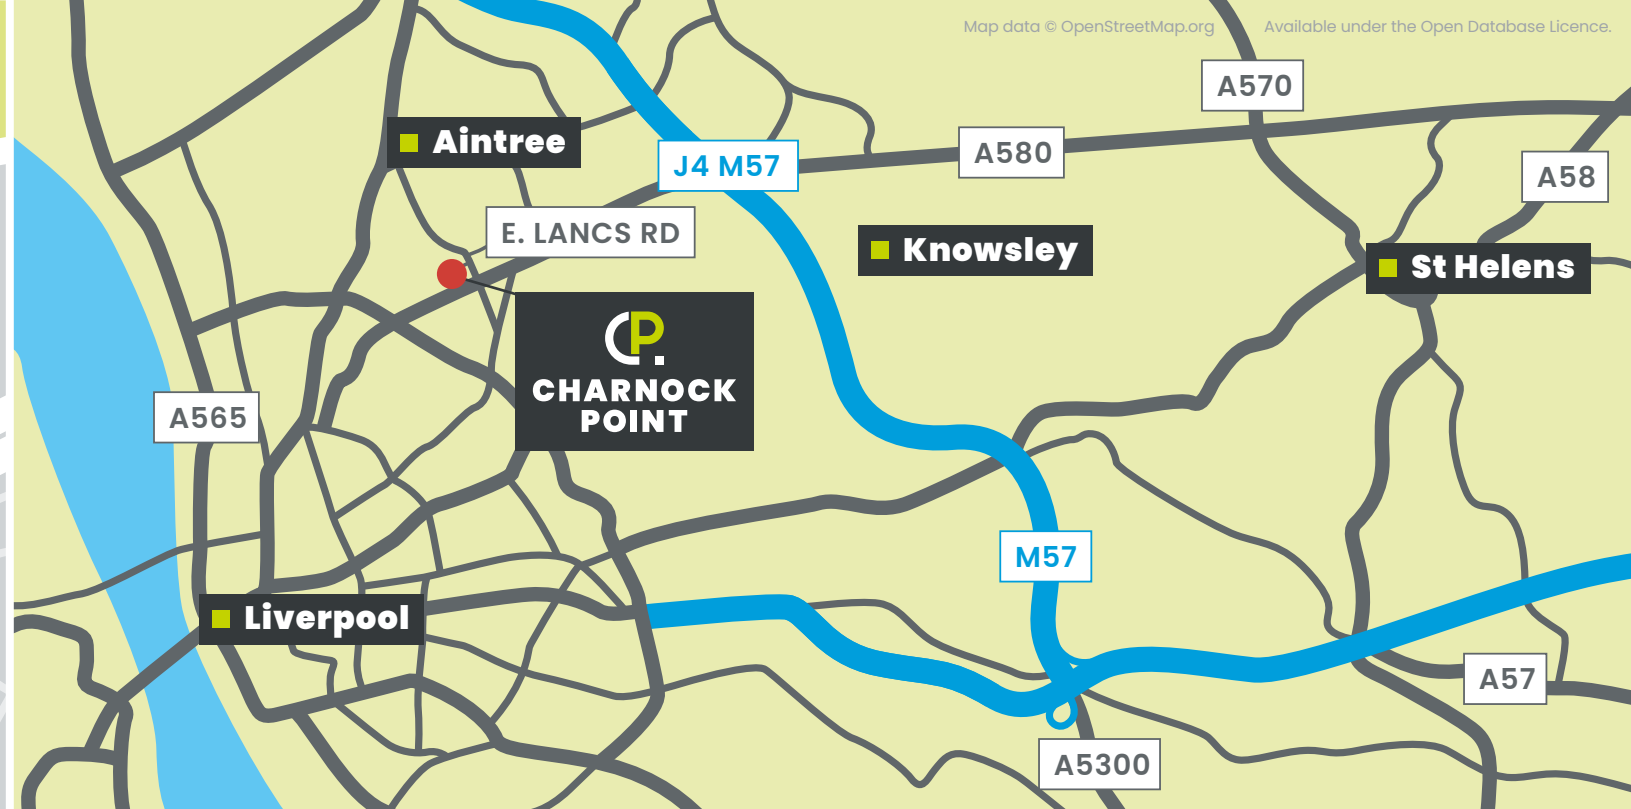 Map data © OpenStreetMap.org
Available under the Open Database Licence.
A570
Aintree
J4 M57
A580
A58
E. LANCS RD
Knowsley
St Helens
CP.
CHARNOCK
POINT
A565
M57
Liverpool
A57
A5300